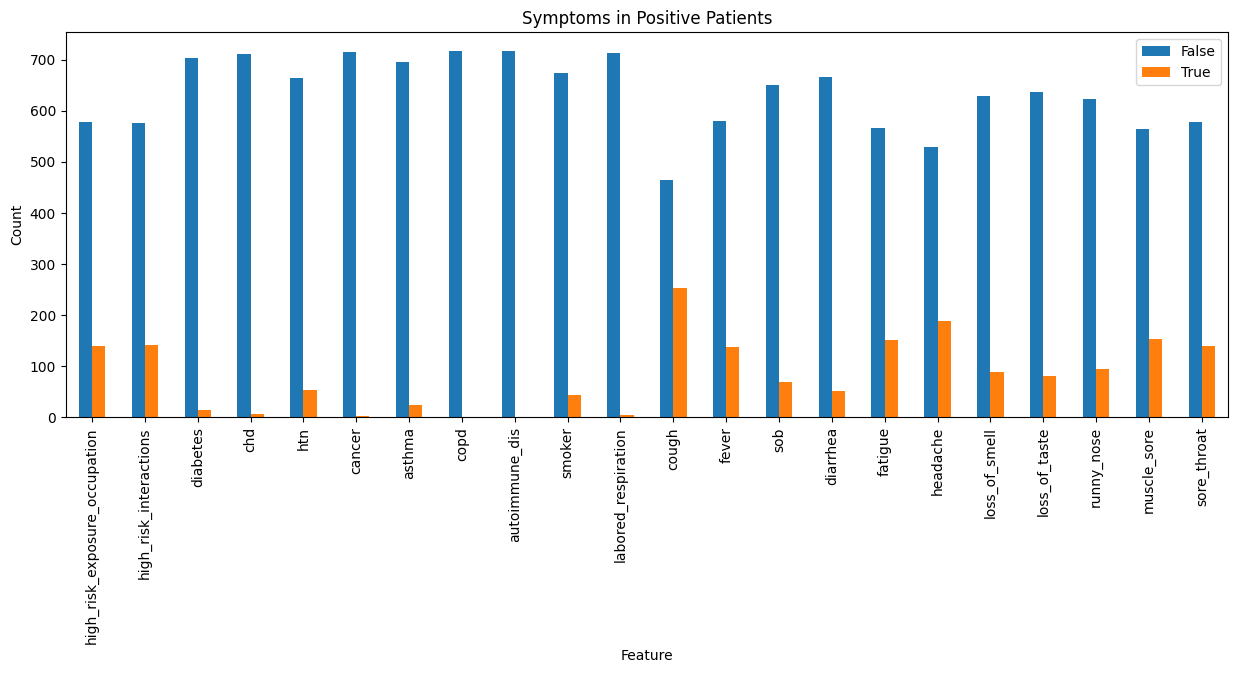 Symptoms in Positive Patients
False
True
Count
700
600
500
400
300
200
100
0
high_risk_exposure_occupation
high_risk_interactions
diabetes
chd
htn
cancer
asthma
copd
autoimmune_dis
smoker
labored_respiration
cough
fever
sob
diarrhea
fatigue
headache
loss_of_smell
loss_of_taste
runny_nose
muscle_sore
sore_throat
Feature